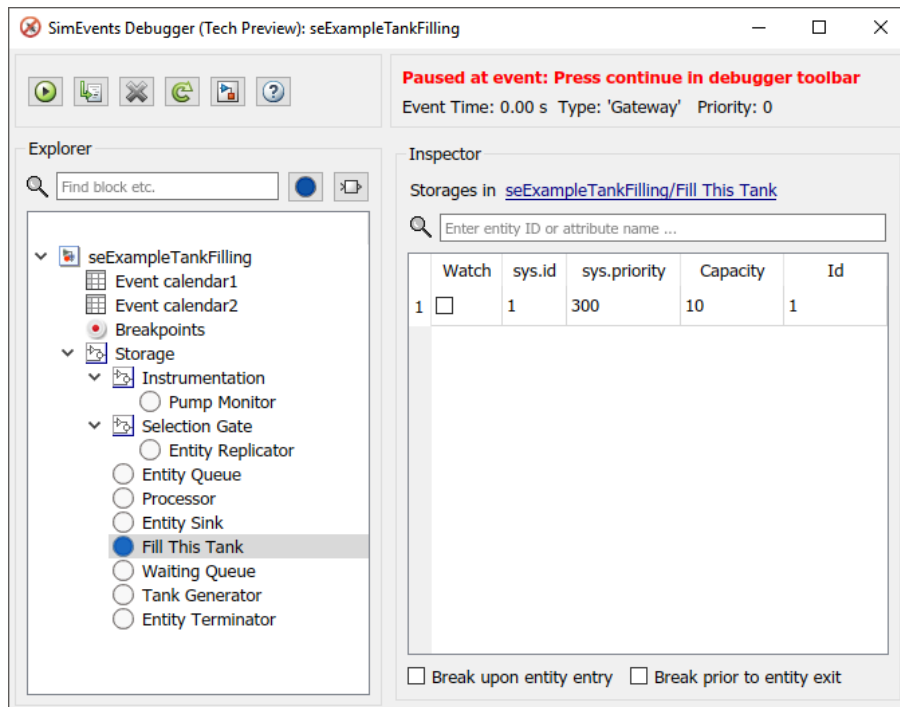 SimEvents Debugger (Tech Preview): seExampleTankFilling
Paused at event: Press continue in debugger toolbar
Event Time: 0.00 s Type: 'Gateway' Priority: 0
Explorer
Find block etc.
seExampleTankFilling
Event calendar1
Event calendar2
Breakpoints
Storage
Instrumentation
Pump Monitor
Selection Gate
Entity Replicator
Entity Queue
Processor
Entity Sink
Fill This Tank
Waiting Queue
Tank Generator
Entity Terminator
Inspector
Storages in seExampleTankFilling/Fill This Tank
Enter entity ID or attribute name ...
Watch sys.id sys.priority Capacity Id
1 1 300 10 1
Break upon entity entry Break prior to entity exit